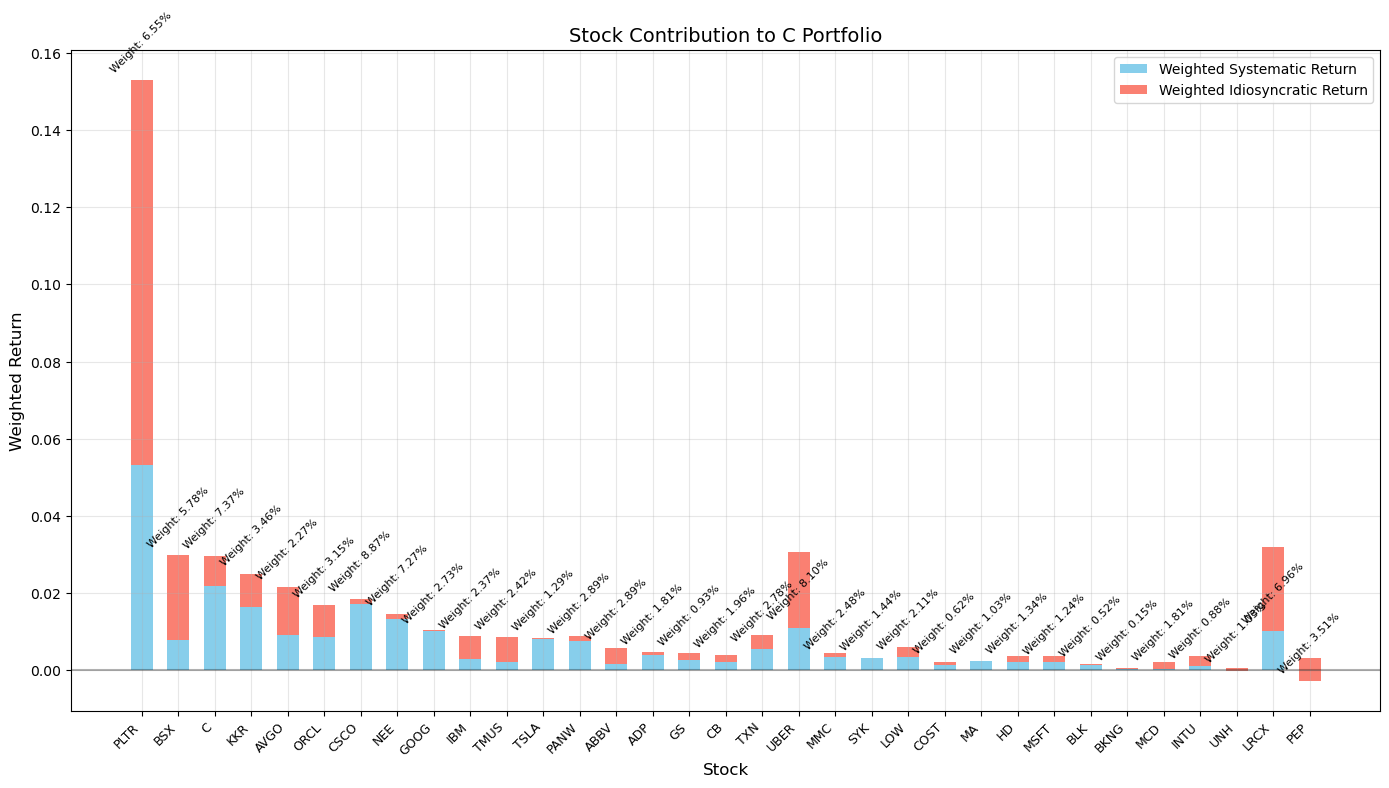 Stock Contribution to C Portfolio
Weighted Systematic Return
Weighted Idiosyncratic Return
Weighted Return
0.16
0.14
0.12
0.10
0.08
0.06
0.04
0.02
0.00
Weight: 6.55%
Weight: 5.78%
Weight: 7.37%
Weight: 3.46%
Weight: 2.27%
Weight: 3.15%
Weight: 8.87%
Weight: 7.27%
Weight: 2.73%
Weight: 2.37%
Weight: 2.42%
Weight: 1.29%
Weight: 2.89%
Weight: 2.89%
Weight: 1.81%
Weight: 0.93%
Weight: 1.96%
Weight: 2.78%
Weight: 8.10%
Weight: 2.48%
Weight: 1.44%
Weight: 2.11%
Weight: 0.62%
Weight: 1.03%
Weight: 1.34%
Weight: 1.24%
Weight: 0.52%
Weight: 0.15%
Weight: 1.81%
Weight: 0.88%
Weight:
Weight: 6.96%
Weight: 3.51%
PLTR
BSX
C
KKR
AVGO
ORCL
CSCO
NEE
GOOG
IBM
TMUS
TSLA
PANW
ABBV
ADP
GS
CB
TXN
UBER
MMC
SYK
LOW
COST
MA
HD
MSFT
BLK
BKNG
MCD
INTU
UNH
LRCX
PEP
Stock